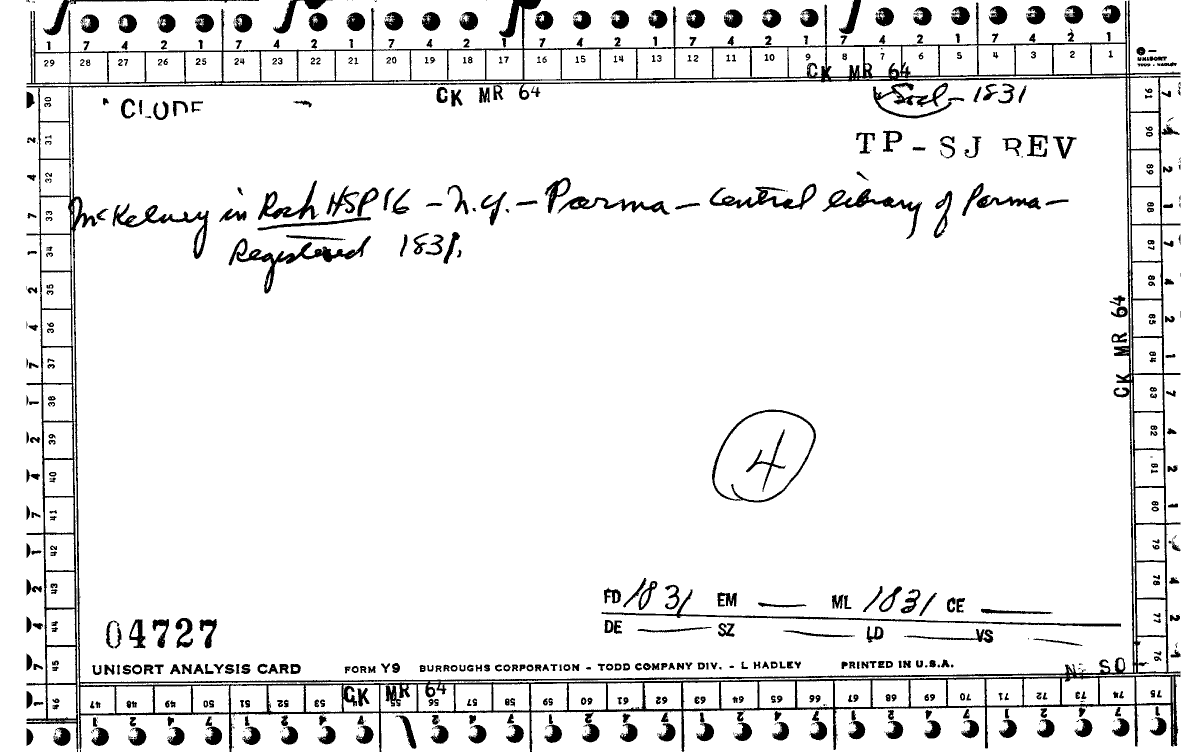 1 7 4 2 1 7 4 2 1 7 4 2 1 7 4 2 1 7 4 2 1 7 4 2 1 7 4 2 1
29 28 27 26 25 24 23 22 21 20 19 18 17 16 15 14 13 12 11 10 9 8 7 6 5 4 3 2 1
UNISORT
TODD - HADLEY
CK MR 64
CLUDE
CK MR 64
Socl - 1831
TP - SJ REV
McKelvey in Roch HSP 16 - N.Y. - Parma - Central library of Parma -
Registered 1831.
CK MR 64
4
FD 1831 EM — ML 1831 CE —
DE — SZ — LD — VS —
04727
UNISORT ANALYSIS CARD FORM Y9 BURROUGHS CORPORATION - TODD COMPANY DIV. - L HADLEY PRINTED IN U.S.A.
SO
CK MR 64
30 31 32 33 34 35 36 37 38 39 40 41 42 43 44 45 46
47 48 49 50 51 52 53 54 55 56 57 58 59 60 61 62 63 64 65 66 67 68 69 70 71 72 73 74 75
91 90 89 88 87 86 85 84 83 82 81 80 79 78 77 76